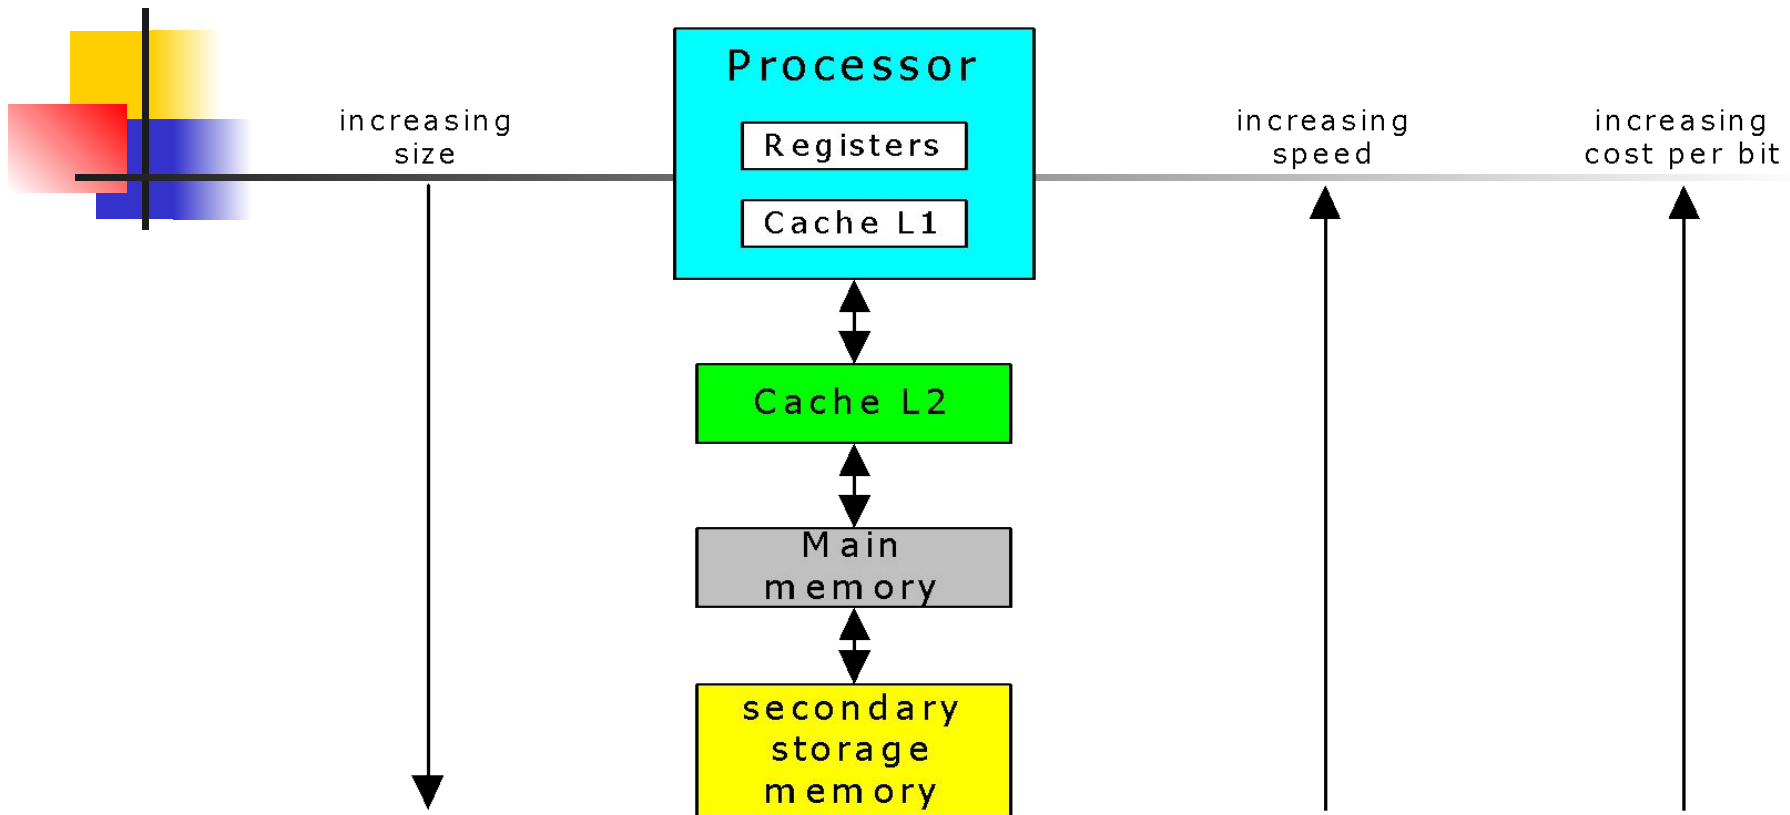 Processor
increasing
size
Registers
Cache L1
increasing
speed
increasing
cost per bit
Cache L2
Main
memory
secondary
storage
memory